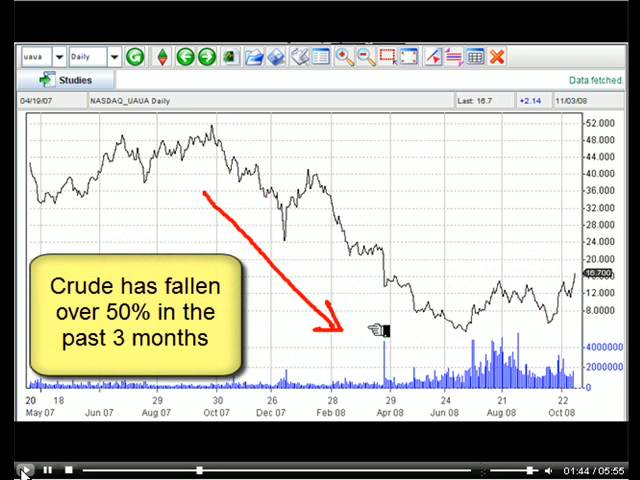 uaua
Daily
Studies
Data fetched.
04/19/07
NASDAQ_UAUA Daily
Last: 16.7
+2.14
11/03/08
52.000
48.000
44.000
40.000
36.000
32.000
28.000
24.000
20.000
16.700
12.000
8.0000
4000000
2000000
0
Crude has fallen
over 50% in the
past 3 months
20 18 30 28 29 24 21 22
May 07 Jun 07 Aug 07 Oct 07 Dec 07 Feb 08 Apr 08 Jun 08 Aug 08 Oct 08
01:44 / 05:55